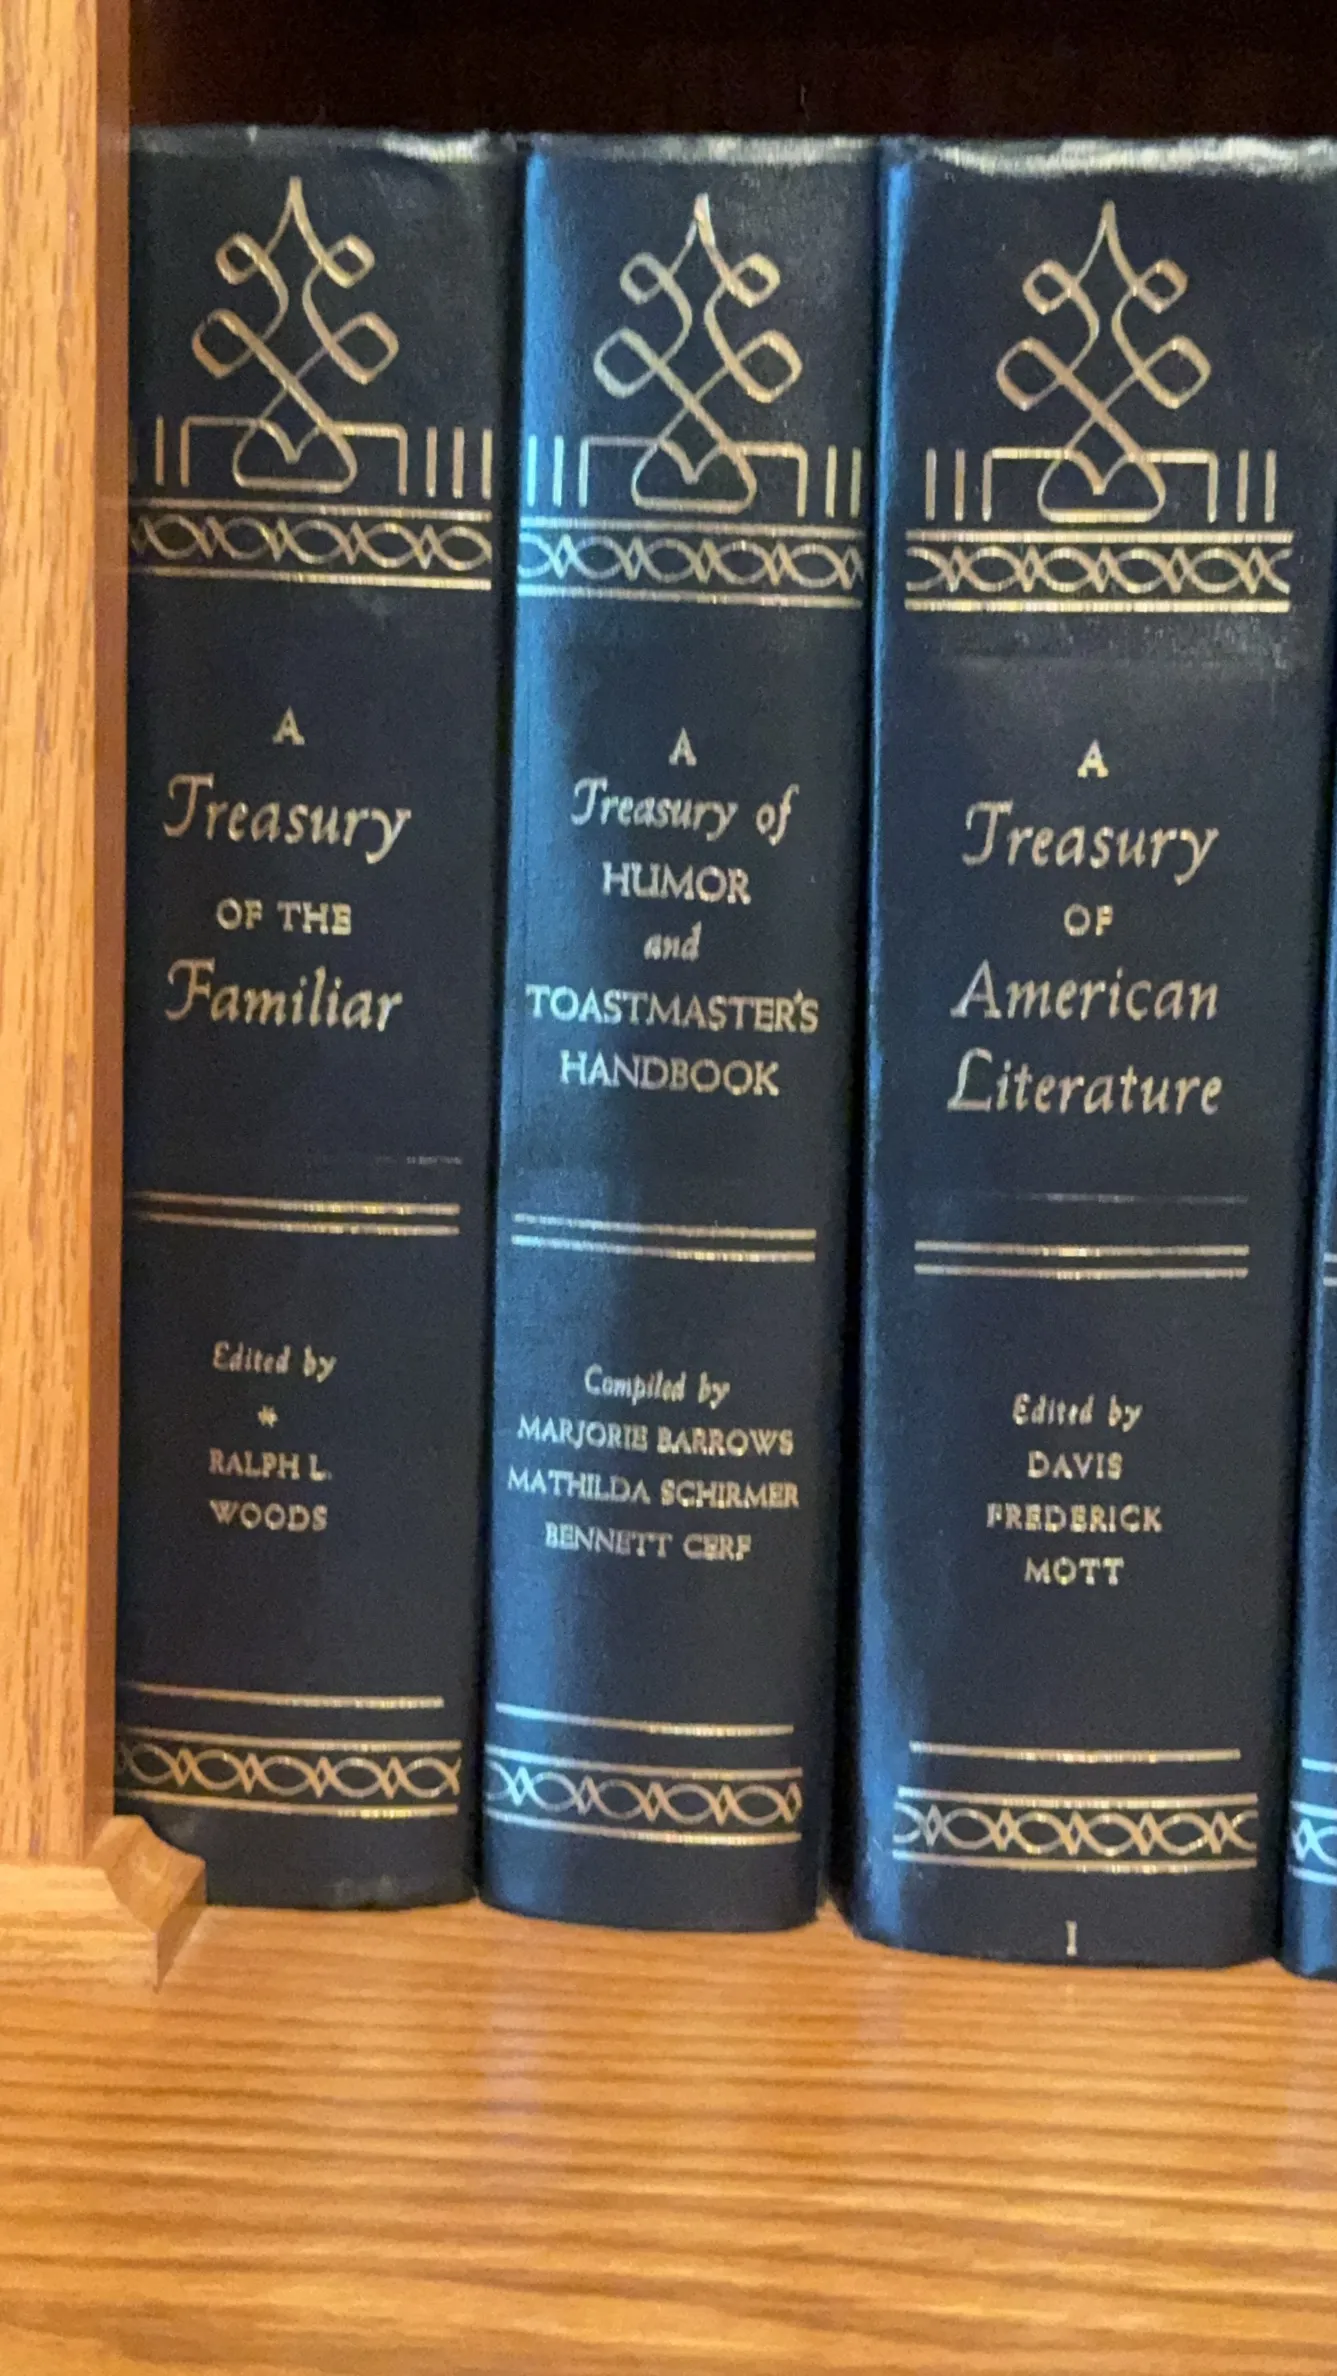 A
Treasury
OF THE
Familiar
Edited by
*
RALPH L.
WOODS
A
Treasury of
HUMOR
and
TOASTMASTER'S
HANDBOOK
Compiled by
MARJORIE BARROWS
MATHILDA SCHIRMER
BENNETT CERF
A
Treasury
OF
American
Literature
Edited by
DAVIS
FREDERICK
MOTT
I